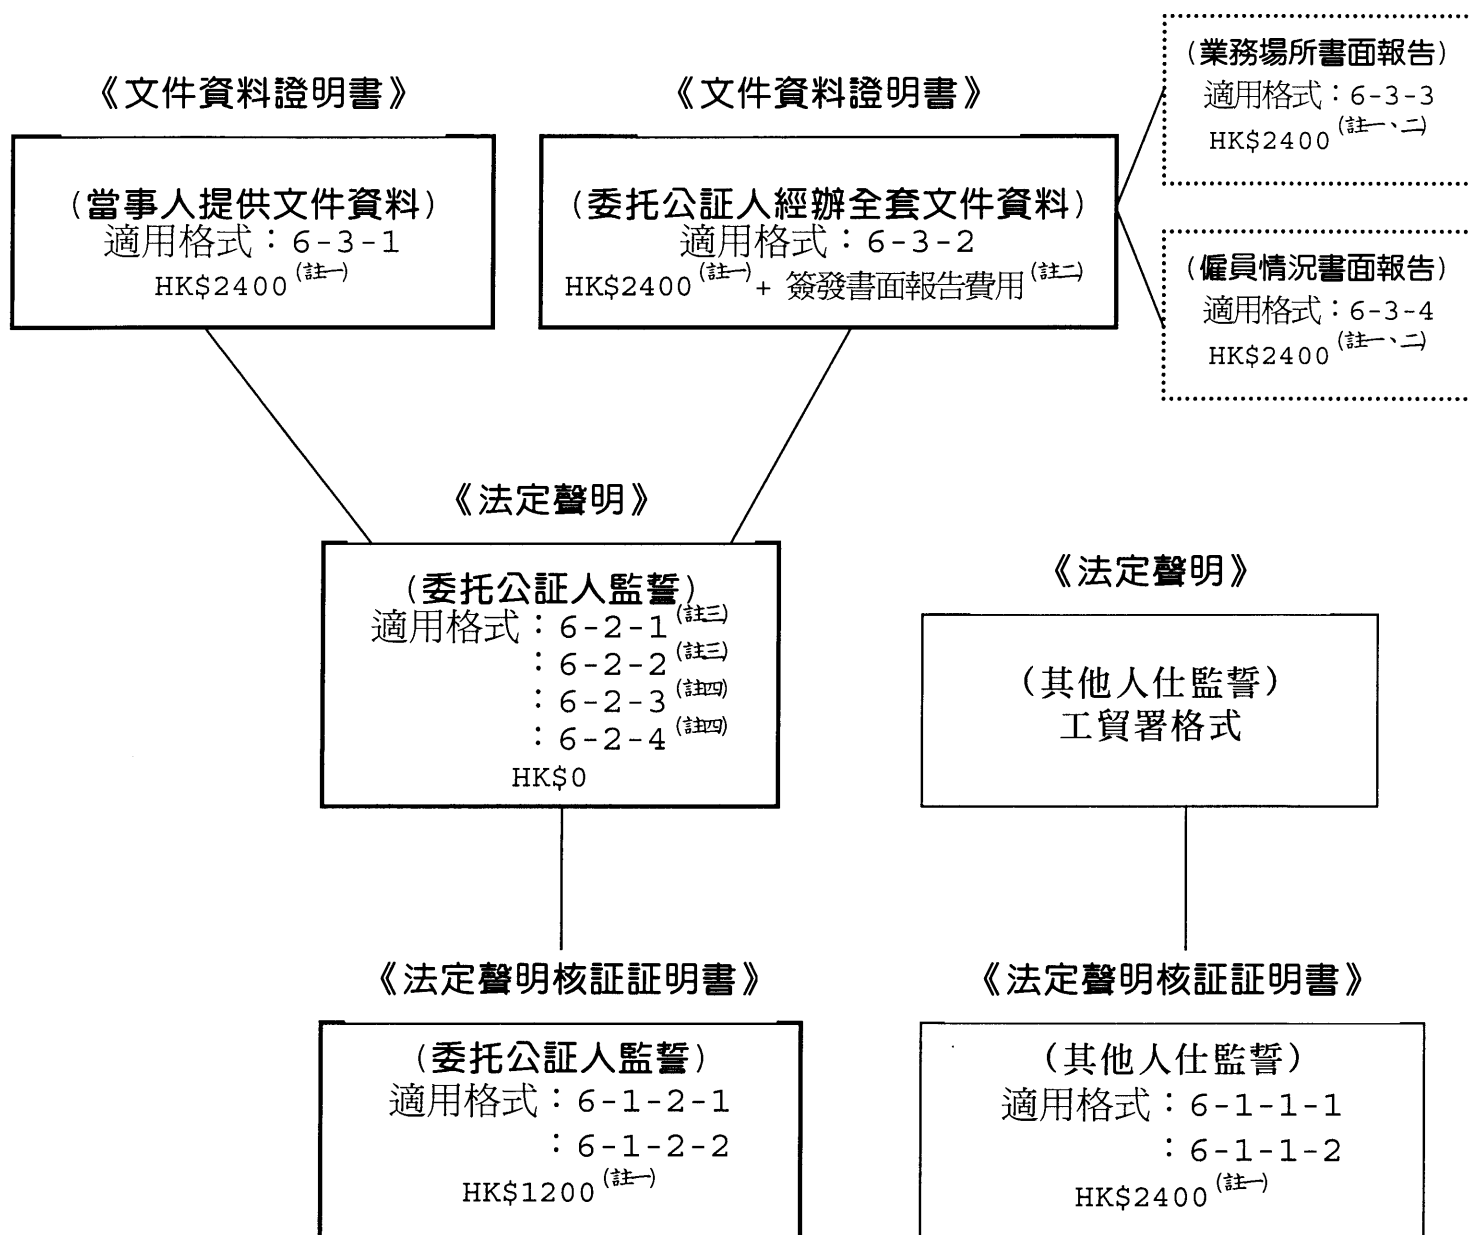 《文件資料證明書》
(當事人提供文件資料)
適用格式：6-3-1
HK$2400(註一)
《文件資料證明書》
(委托公証人經辦全套文件資料)
適用格式：6-3-2
HK$2400(註一)+ 簽發書面報告費用(註二)
(業務場所書面報告)
適用格式：6-3-3
HK$2400(註一、二)
(僱員情況書面報告)
適用格式：6-3-4
HK$2400(註一、二)
《法定聲明》
(委托公証人監誓)
適用格式：6-2-1(註三)
：6-2-2(註三)
：6-2-3(註四)
：6-2-4(註四)
HK$0
《法定聲明》
(其他人仕監誓)
工貿署格式
《法定聲明核証証明書》
(委托公証人監誓)
適用格式：6-1-2-1
：6-1-2-2
HK$1200(註一)
《法定聲明核証証明書》
(其他人仕監誓)
適用格式：6-1-1-1
：6-1-1-2
HK$2400(註一)